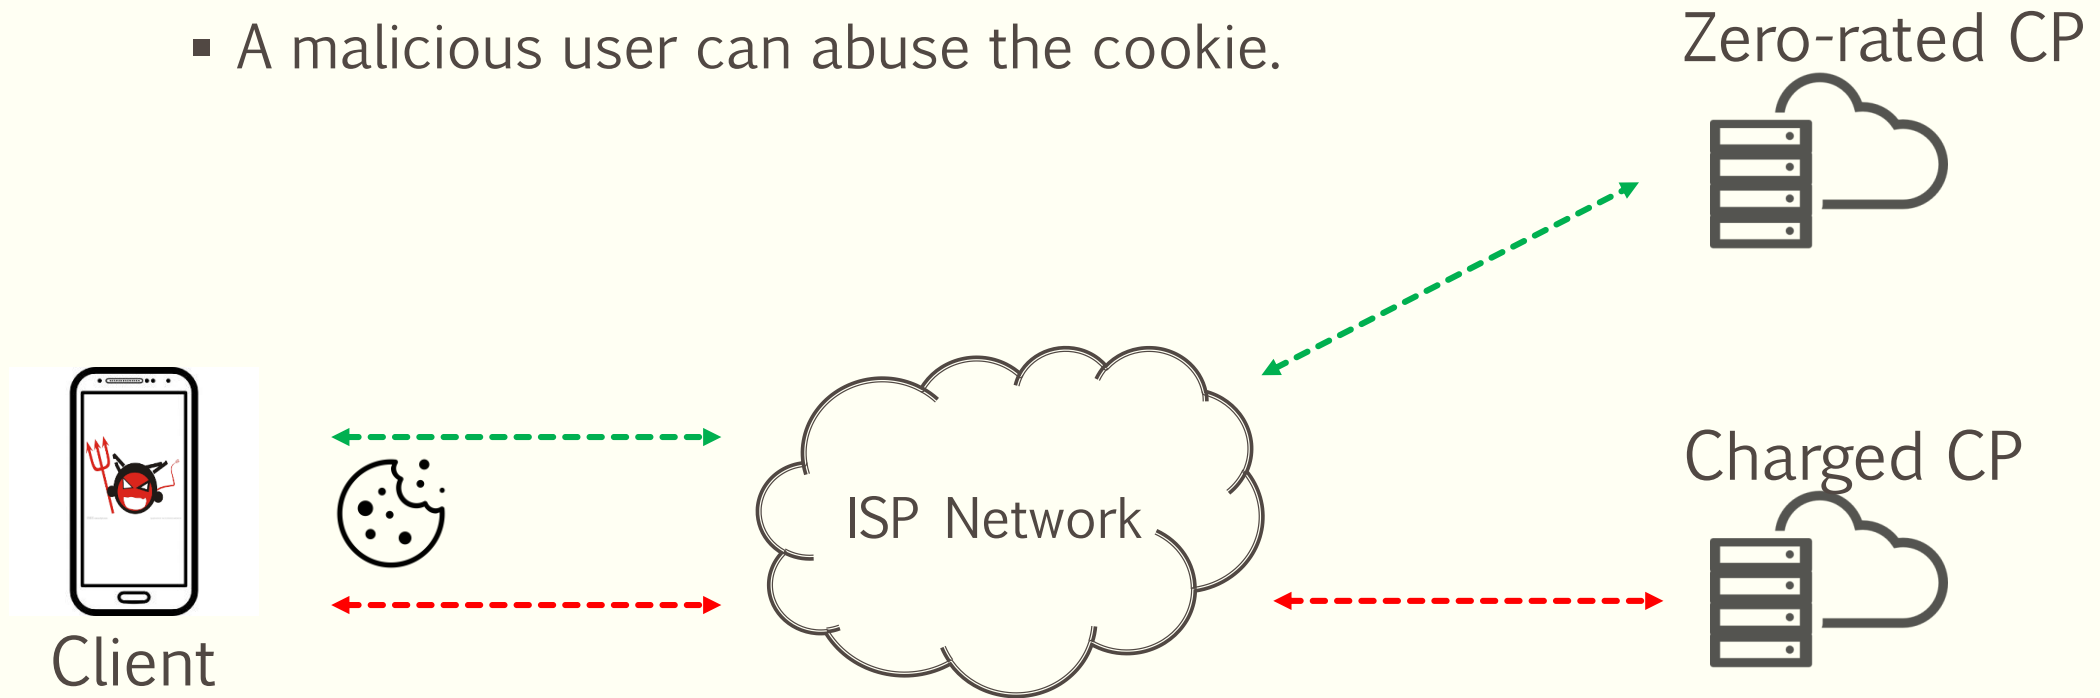 ▪ A malicious user can abuse the cookie.
Zero-rated CP
Charged CP
ISP Network
Client